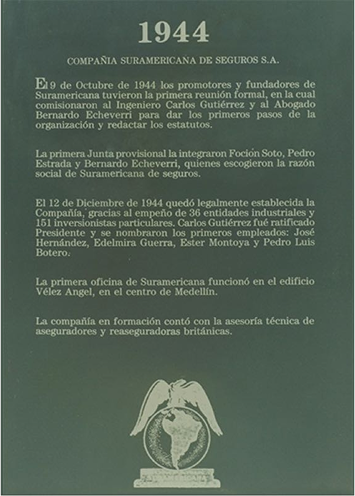 1944
COMPAÑIA SURAMERICANA DE SEGUROS S.A.
El 9 de Octubre de 1944 los promotores y fundadores de
Suramericana tuvieron la primera reunión formal, en la cual
comisionaron al Ingeniero Carlos Gutiérrez y al Abogado
Bernardo Echeverri para dar los primeros pasos de la
organización y redactar los estatutos.
La primera Junta provisional la integraron Foción Soto, Pedro
Estrada y Bernardo Echeverri, quienes escogieron la razón
social de Suramericana de seguros.
El 12 de Diciembre de 1944 quedó legalmente establecida la
Compañía, gracias al empeño de 36 entidades industriales y
151 inversionistas particulares. Carlos Gutiérrez fué ratificado
Presidente y se nombraron los primeros empleados: José
Hernández, Edelmira Guerra, Ester Montoya y Pedro Luis
Botero.
La primera oficina de Suramericana funcionó en el edificio
Vélez Angel, en el centro de Medellín.
La compañía en formación contó con la asesoría técnica de
aseguradores y reaseguradoras británicas.